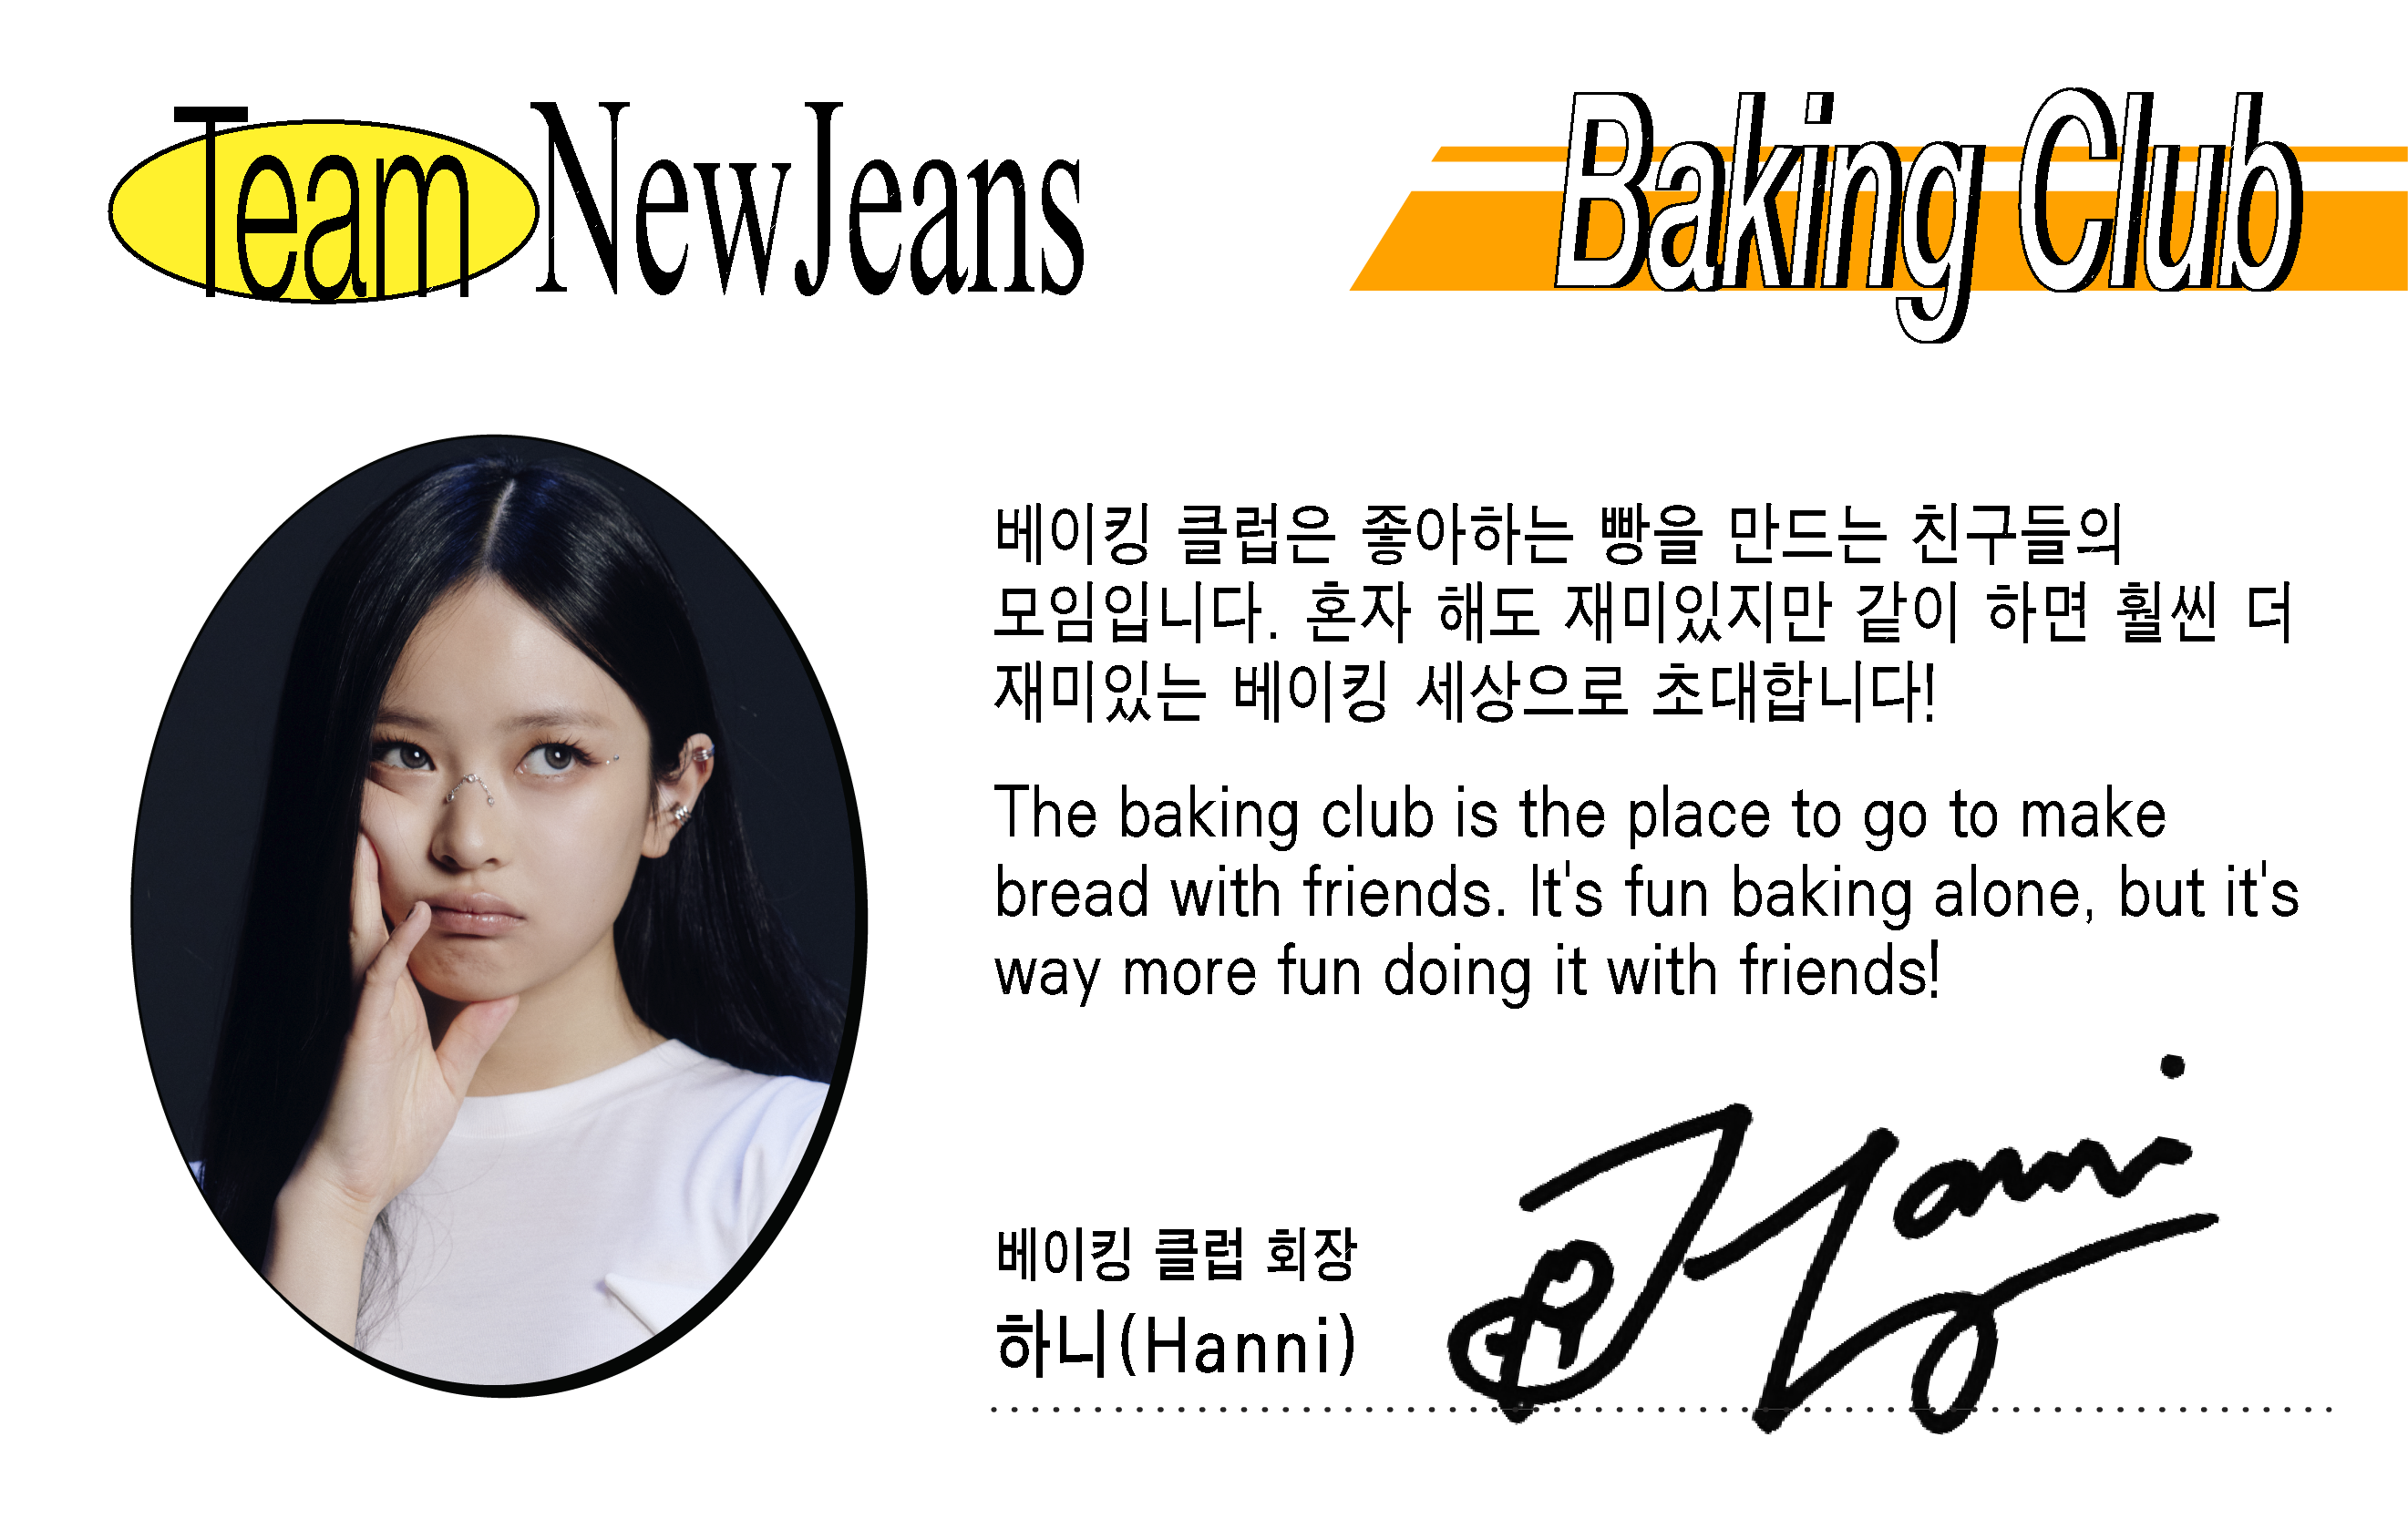 Team NewJeans
Baking Club
베이킹 클럽은 좋아하는 빵을 만드는 친구들의
모임입니다. 혼자 해도 재미있지만 같이 하면 훨씬 더
재미있는 베이킹 세상으로 초대합니다!
The baking club is the place to go to make
bread with friends. It's fun baking alone, but it's
way more fun doing it with friends!
베이킹 클럽 회장
하니(Hanni)
Hanni